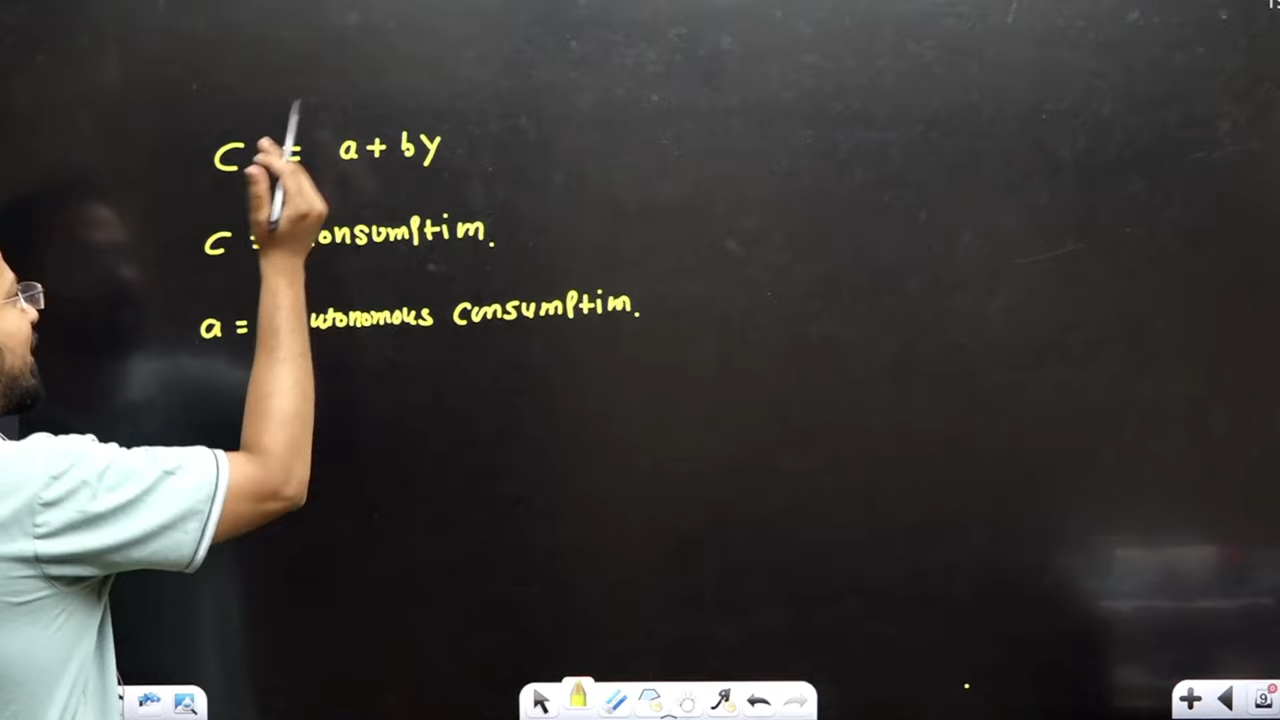 C = a + by
C = onsumptim.
a = utonomous consumptim.